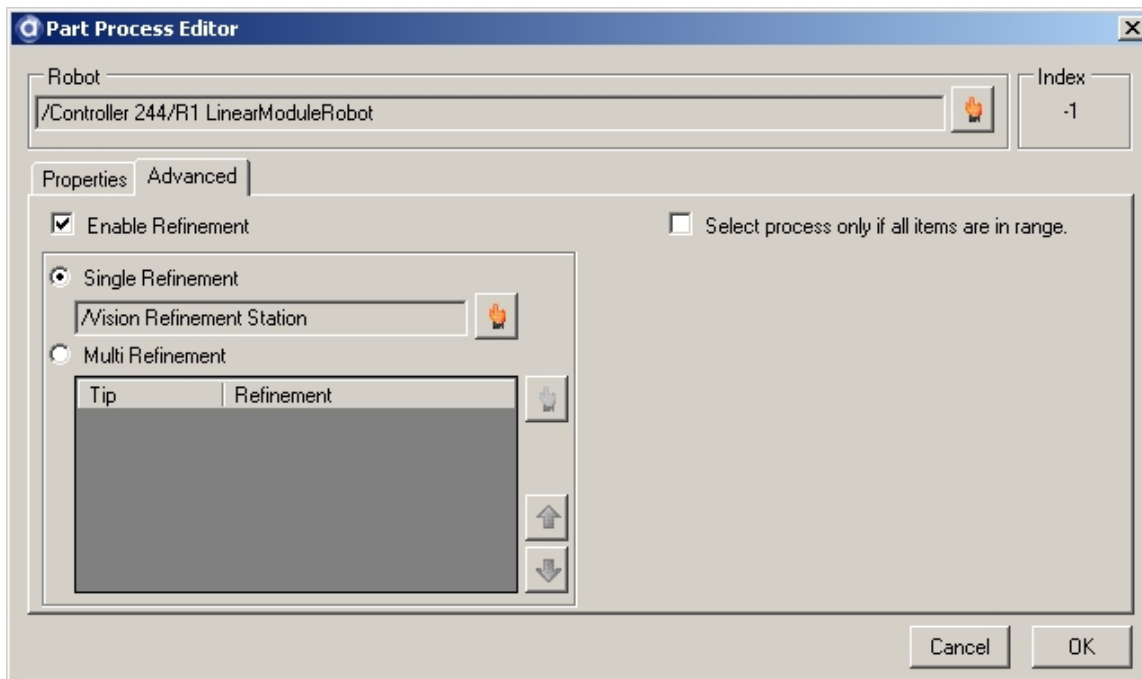 Part Process Editor
Robot
/Controller 244/R1 LinearModuleRobot
Index
-1
Properties
Advanced
Enable Refinement
Select process only if all items are in range.
Single Refinement
/Vision Refinement Station
Multi Refinement
Tip Refinement
Cancel OK